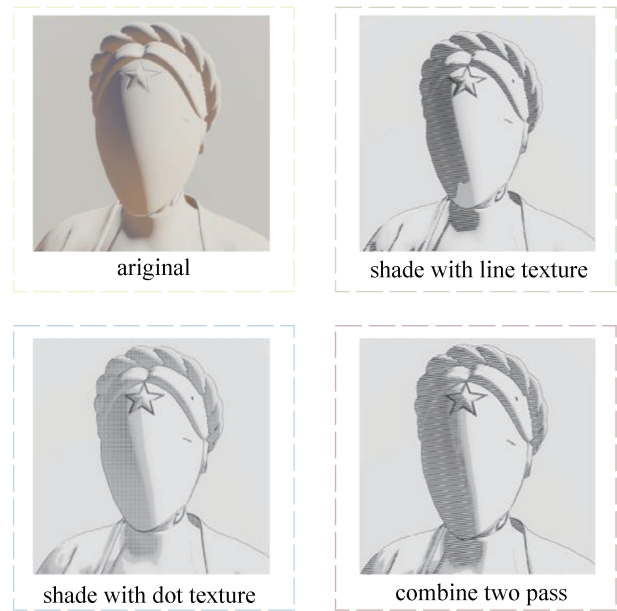 ariginal
shade with line texture
shade with dot texture
combine two pass